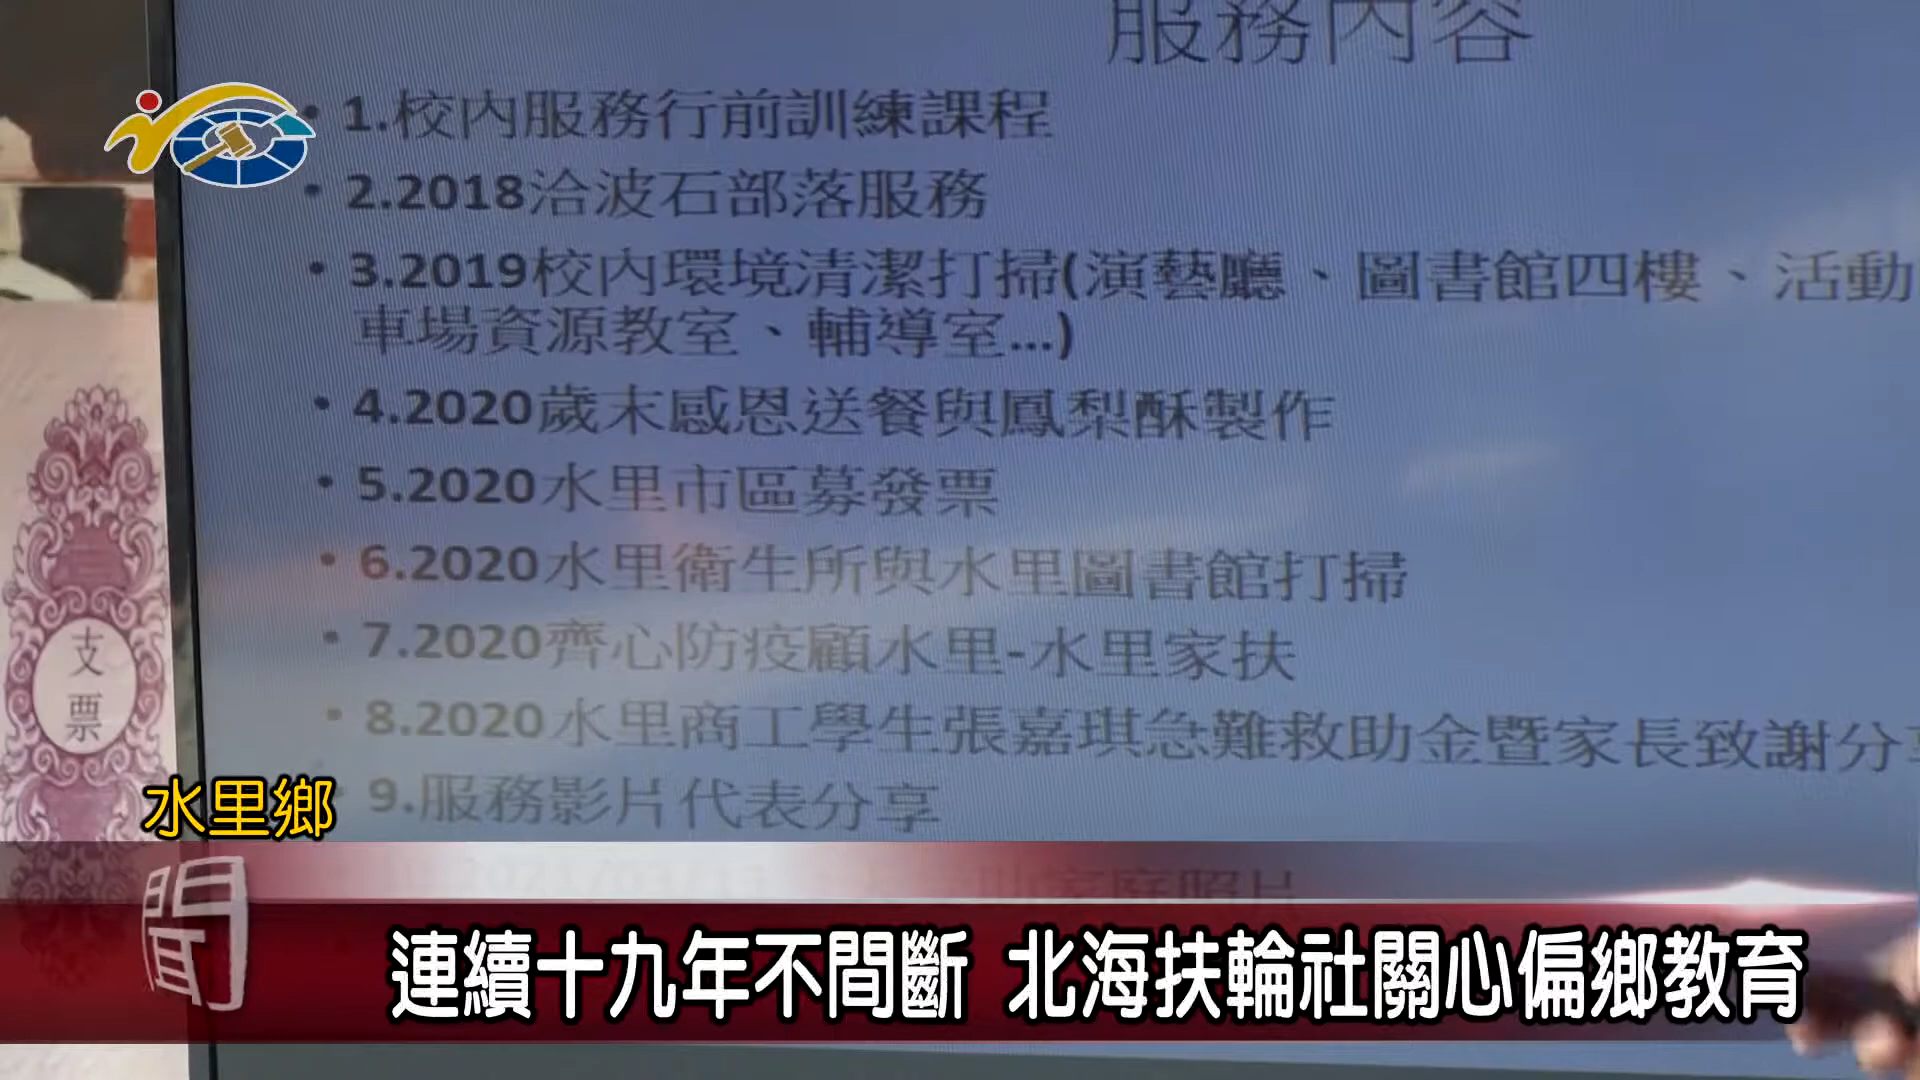 服務內容
1.校內服務行前訓練課程
2.2018洽波石部落服務
3.2019校內環境清潔打掃(演藝廳、圖書館四樓、活動
車場資源教室、輔導室...)
4.2020歲末感恩送餐與鳳梨酥製作
5.2020水里市區募發票
6.2020水里衛生所與水里圖書館打掃
7.2020齊心防疫顧水里-水里家扶
8.2020水里商工學生張嘉琪急難救助金暨家長致謝分享
9.服務影片代表分享
支票
水里鄉
聞
連續十九年不間斷 北海扶輪社關心偏鄉教育